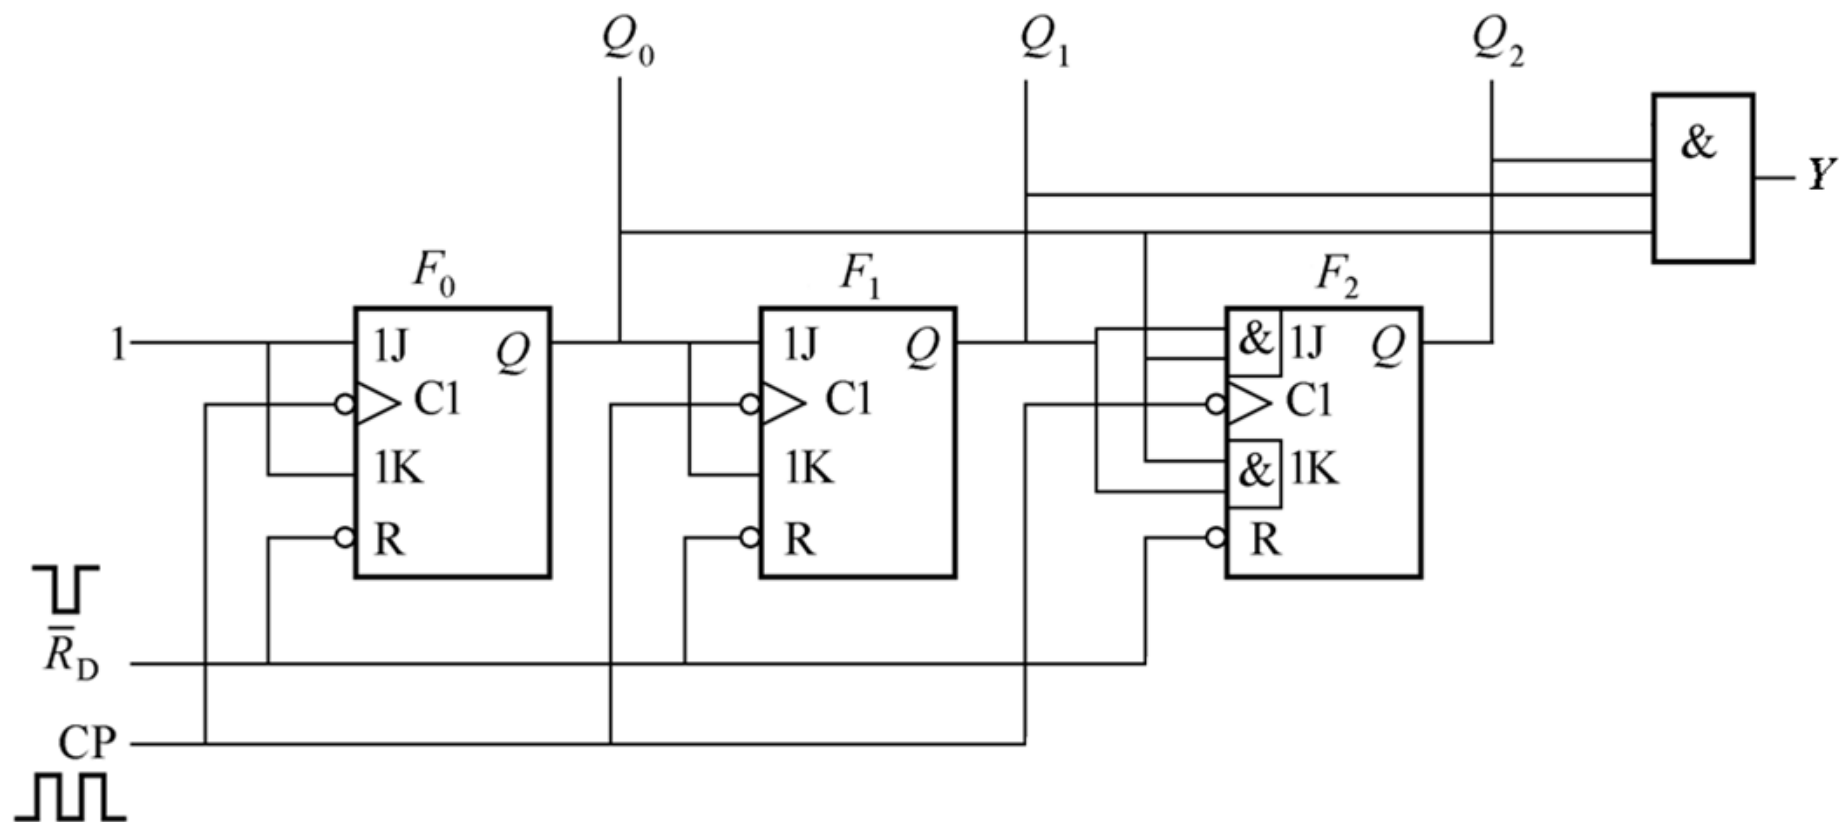 Q₀ Q₁ Q₂
& Y
F₀ F₁ F₂
1 1J Q 1J Q & 1J Q
C1 C1 C1
1K 1K & 1K
R R R
R̅D
CP